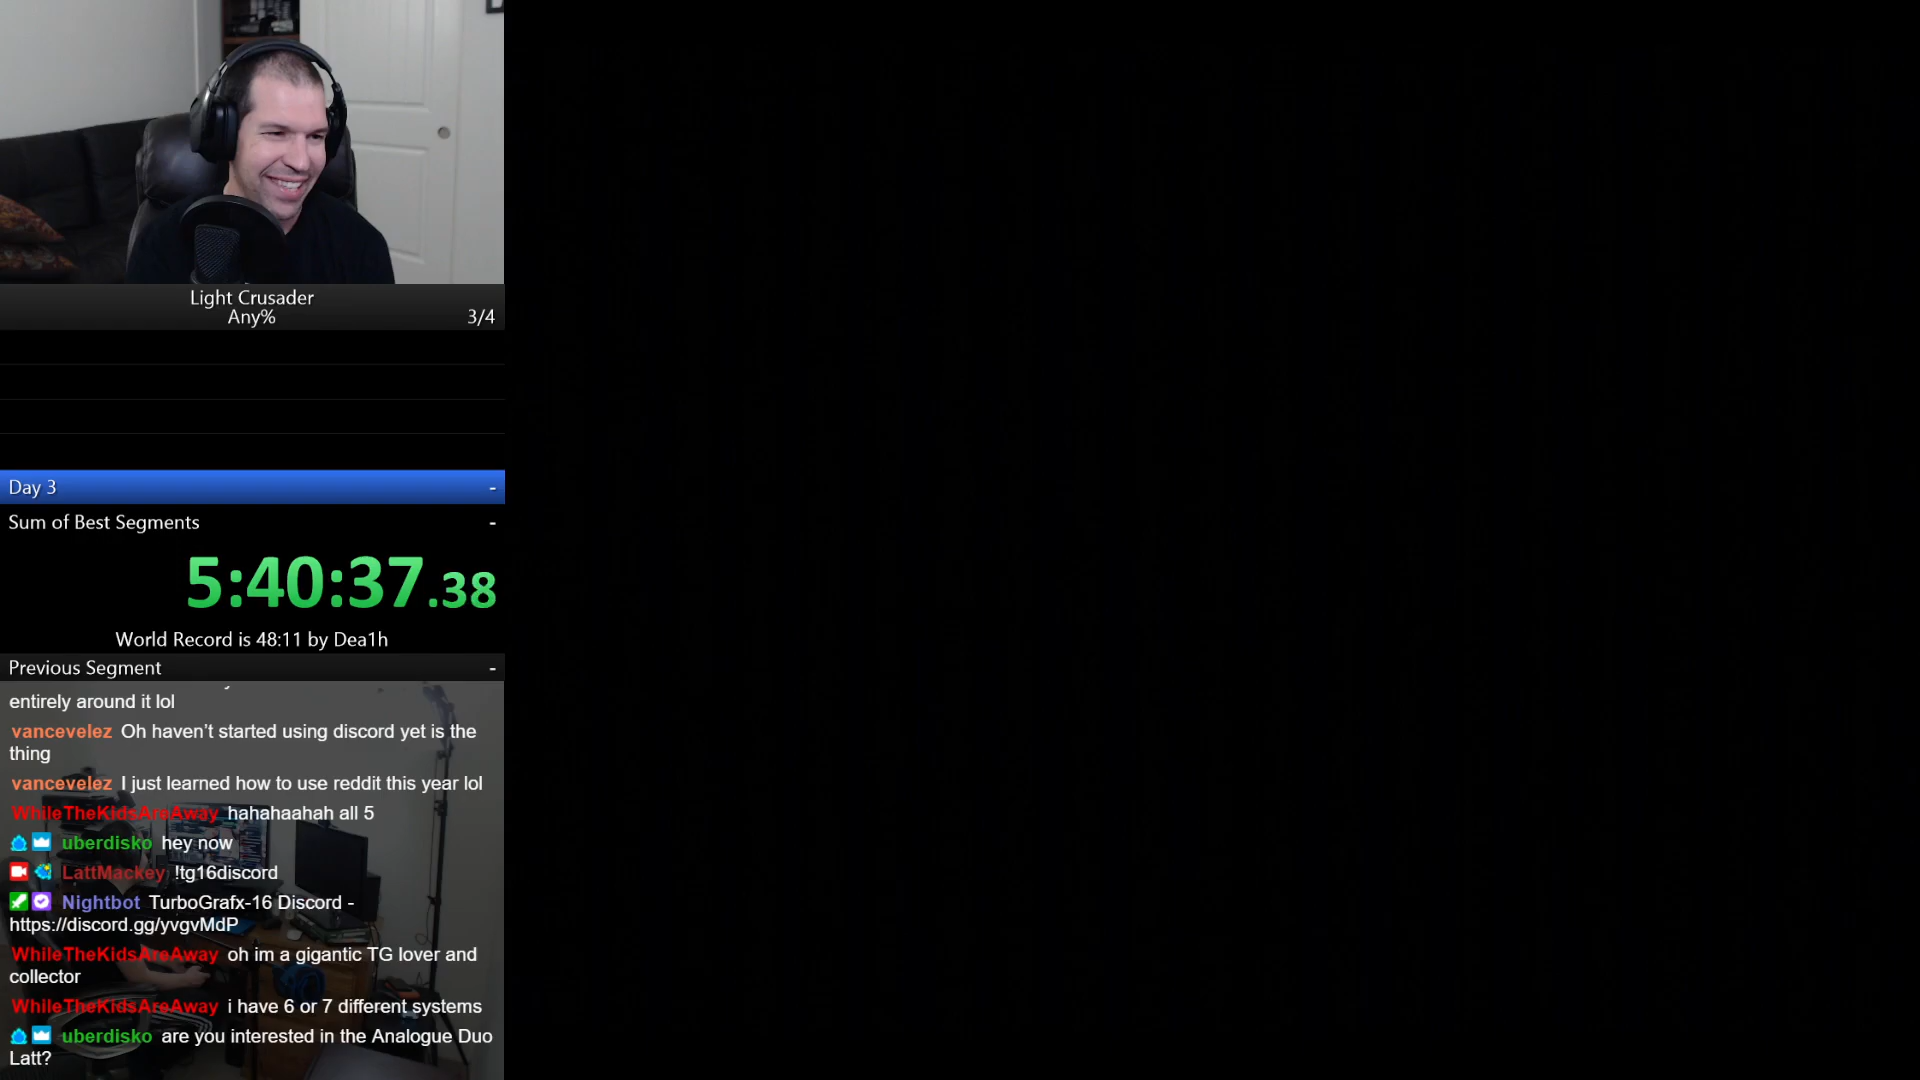 Light Crusader
Any%
3/4
Day 3 -
Sum of Best Segments -
5:40:37.38
World Record is 48:11 by Dea1h
Previous Segment -
entirely around it lol
vancevelez Oh haven't started using discord yet is the
thing
vancevelez I just learned how to use reddit this year lol
WhileTheKidsAreAway hahahaahah all 5
uberdisko hey now
LattMackey !tg16discord
Nightbot TurboGrafx-16 Discord -
https://discord.gg/yvgvMdP
WhileTheKidsAreAway oh im a gigantic TG lover and
collector
WhileTheKidsAreAway i have 6 or 7 different systems
uberdisko are you interested in the Analogue Duo
Latt?